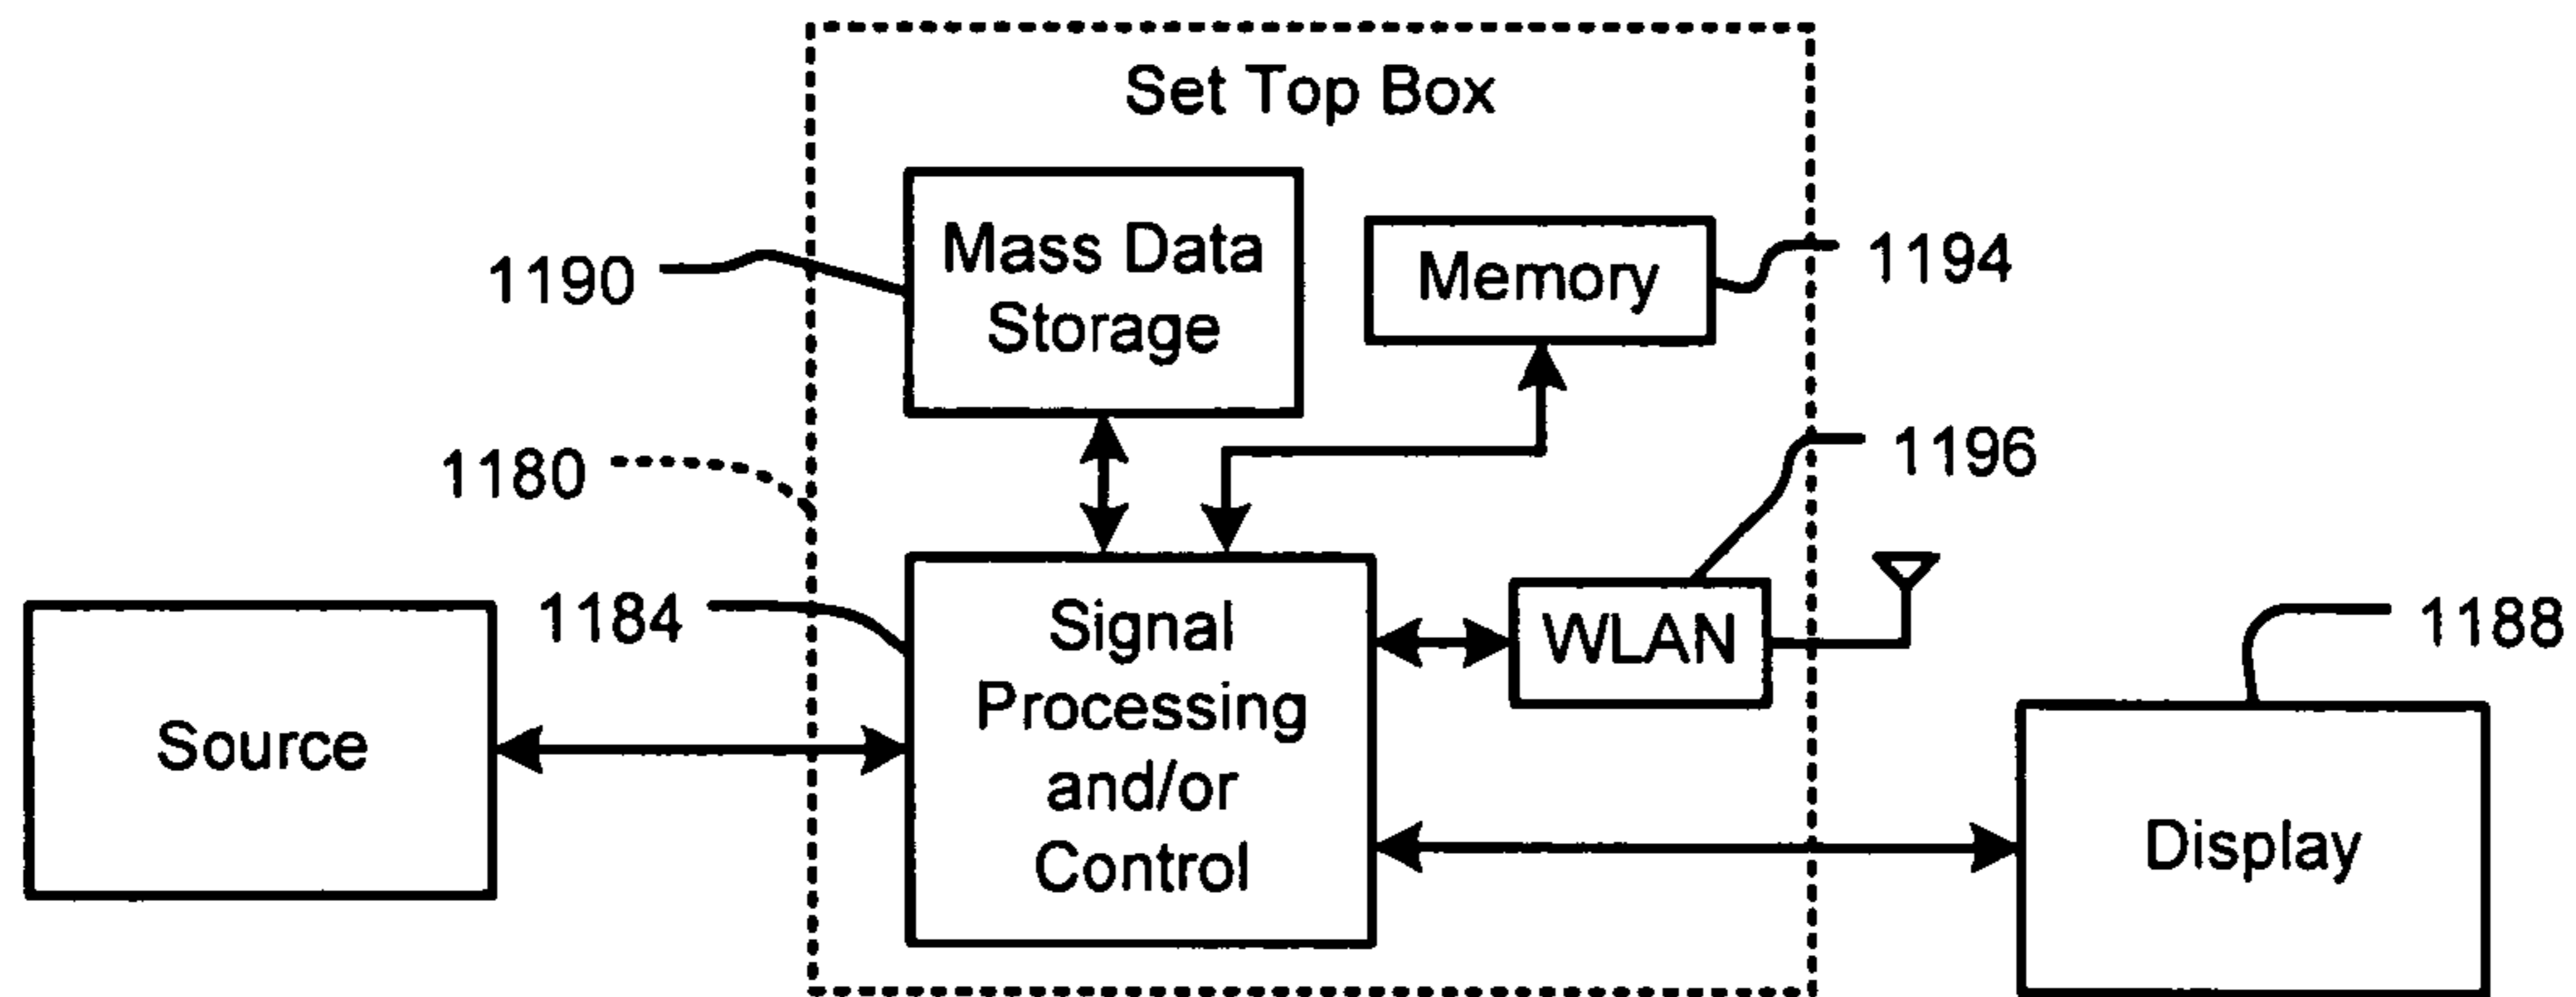 Set Top Box
Mass Data
Storage
Memory
1190
1194
1180
1196
1184
Signal
Processing
and/or
Control
WLAN
1188
Source
Display